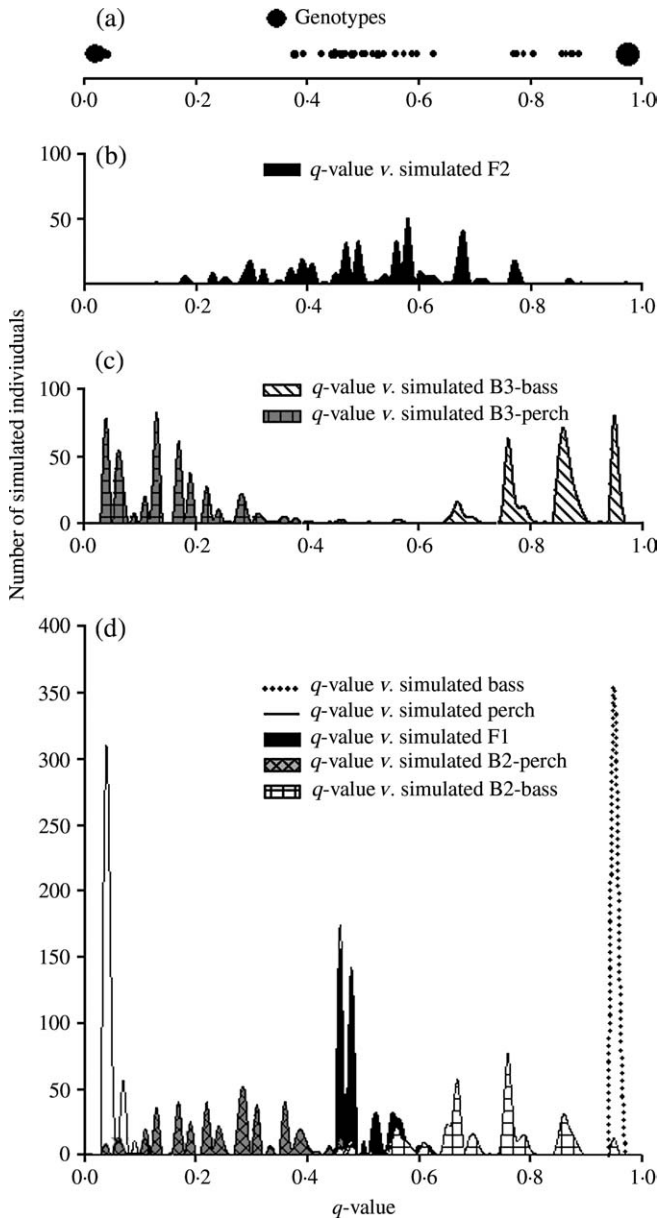 (a)
Genotypes
0·0 0·2 0·4 0·6 0·8 1·0
(b)
100
q-value v. simulated F2
50
0·0 0·2 0·4 0·6 0·8 1·0
Number of simulated indiviuduals
(c)
100
q-value v. simulated B3-bass
q-value v. simulated B3-perch
50
0
0·0 0·2 0·4 0·6 0·8 1·0
400
(d)
350
q-value v. simulated bass
q-value v. simulated perch
300
q-value v. simulated F1
q-value v. simulated B2-perch
q-value v. simulated B2-bass
250
200
150
100
50
0
0·0 0·2 0·4 0·6 0·8 1·0
q-value